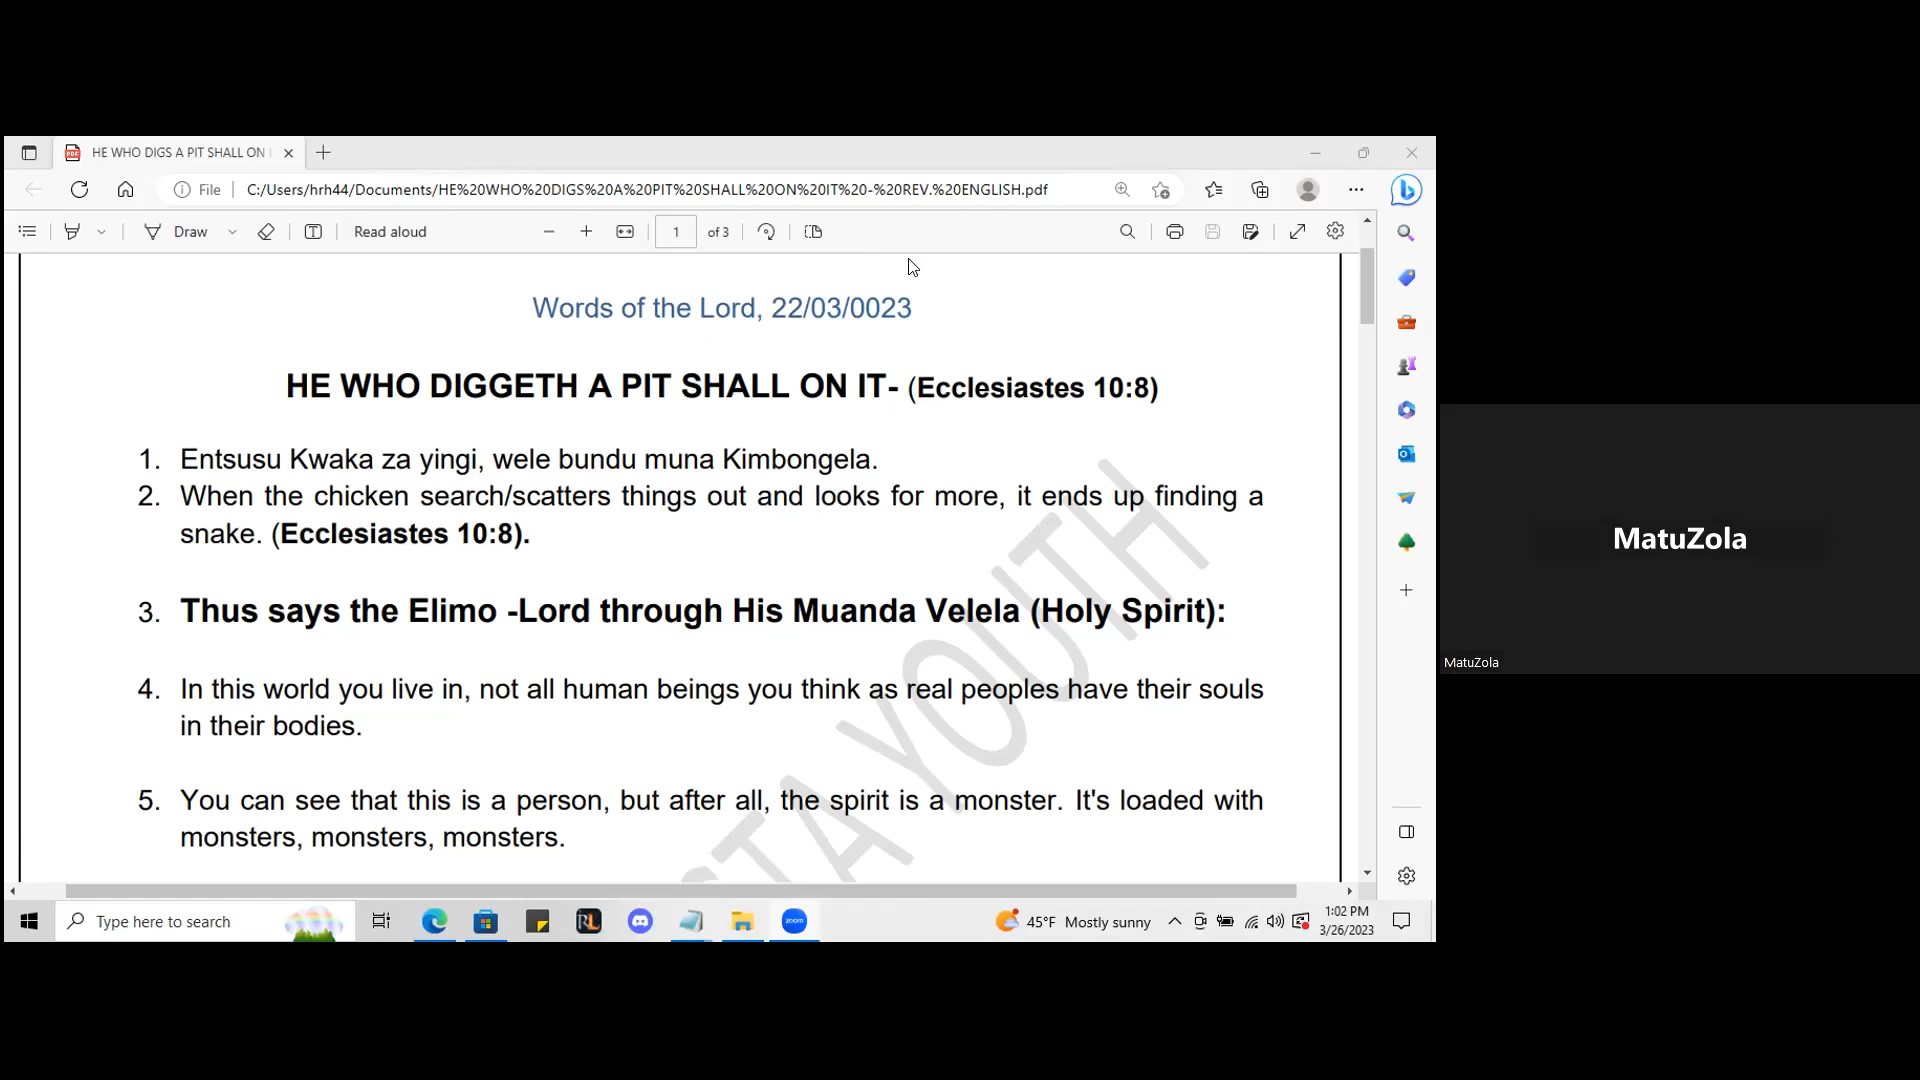 HE WHO DIGS A PIT SHALL ON
File
C:/Users/hrh44/Documents/HE%20WHO%20DIGS%20A%20PIT%20SHALL%20ON%20IT%20-%20REV.%20ENGLISH.pdf
Draw
Read aloud
1
of 3
Words of the Lord, 22/03/0023
HE WHO DIGGETH A PIT SHALL ON IT- (Ecclesiastes 10:8)
1. Entsusu Kwaka za yingi, wele bundu muna Kimbongela.
2. When the chicken search/scatters things out and looks for more, it ends up finding a
snake. (Ecclesiastes 10:8).
3. Thus says the Elimo -Lord through His Muanda Velela (Holy Spirit):
4. In this world you live in, not all human beings you think as real peoples have their souls
in their bodies.
5. You can see that this is a person, but after all, the spirit is a monster. It's loaded with
monsters, monsters, monsters.
STA YOUTH
MatuZola
MatuZola
Type here to search
zoom
45°F Mostly sunny
1:02 PM
3/26/2023